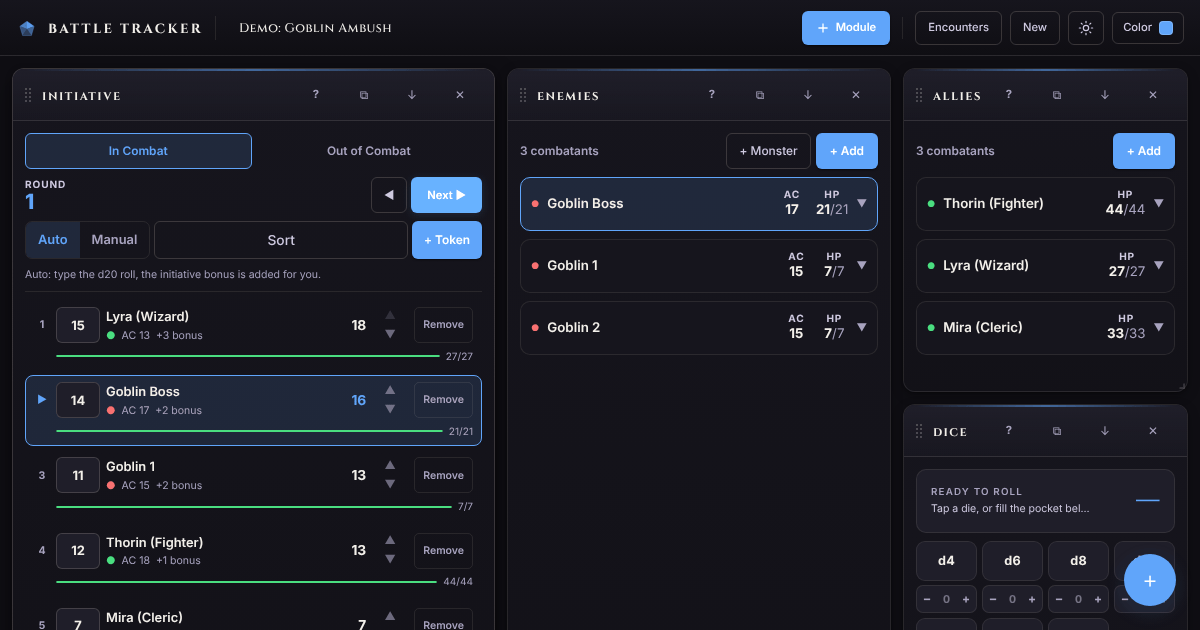 BATTLE TRACKER
DEMO: GOBLIN AMBUSH
+ Module
Encounters
New
Color
INITIATIVE
?
In Combat
Out of Combat
ROUND
1
Next
Auto
Manual
Sort
+ Token
Auto: type the d20 roll, the initiative bonus is added for you.
1
15
Lyra (Wizard)
AC 13 +3 bonus
18
Remove
27/27
14
Goblin Boss
AC 17 +2 bonus
16
Remove
21/21
3
11
Goblin 1
AC 15 +2 bonus
13
Remove
7/7
4
12
Thorin (Fighter)
AC 18 +1 bonus
13
Remove
44/44
5
7
Mira (Cleric)
7
Remove
ENEMIES
?
3 combatants
+ Monster
+ Add
Goblin Boss
AC
17
HP
21/21
Goblin 1
AC
15
HP
7/7
Goblin 2
AC
15
HP
7/7
ALLIES
?
3 combatants
+ Add
Thorin (Fighter)
HP
44/44
Lyra (Wizard)
HP
27/27
Mira (Cleric)
HP
33/33
DICE
?
READY TO ROLL
Tap a die, or fill the pocket bel...
—
d4
d6
d8
− 0 +
− 0 +
− 0 +
−
+